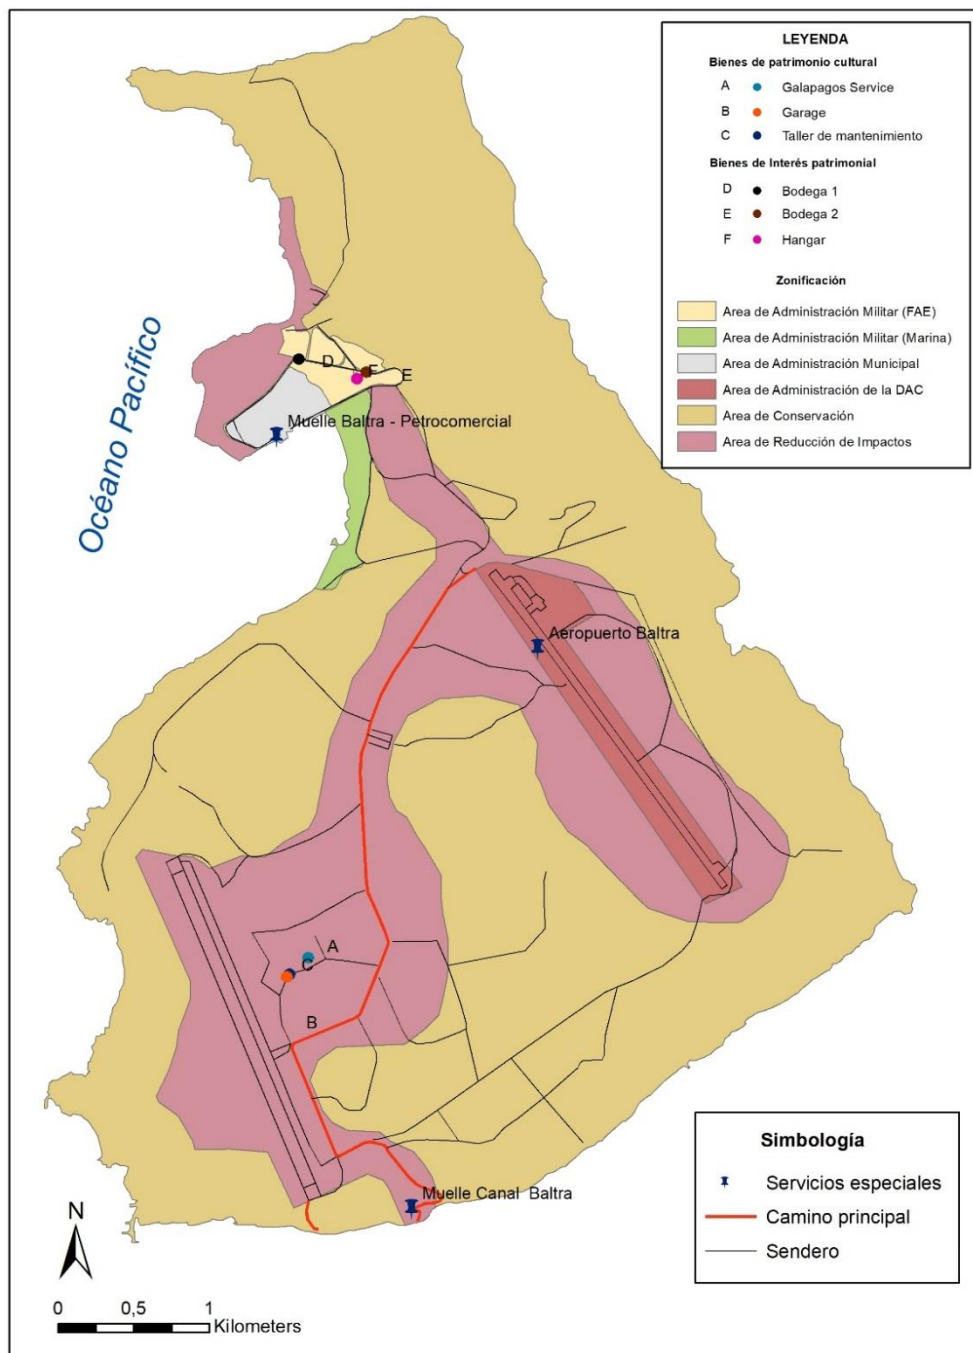 LEYENDA
Bienes de patrimonio cultural
A Galapagos Service
B Garage
C Taller de mantenimiento
Bienes de Interés patrimonial
D Bodega 1
E Bodega 2
F Hangar
Zonificación
Area de Administración Militar (FAE)
Area de Administración Militar (Marina)
Area de Administración Municipal
Area de Administración de la DAC
Area de Conservación
Area de Reducción de Impactos
Océano Pacífico
D
F
E
Muelle Baltra - Petrocomercial
Aeropuerto Baltra
A
C
B
Muelle Canal Baltra
Simbología
Servicios especiales
Camino principal
Sendero
N
0 0,5 1
Kilometers